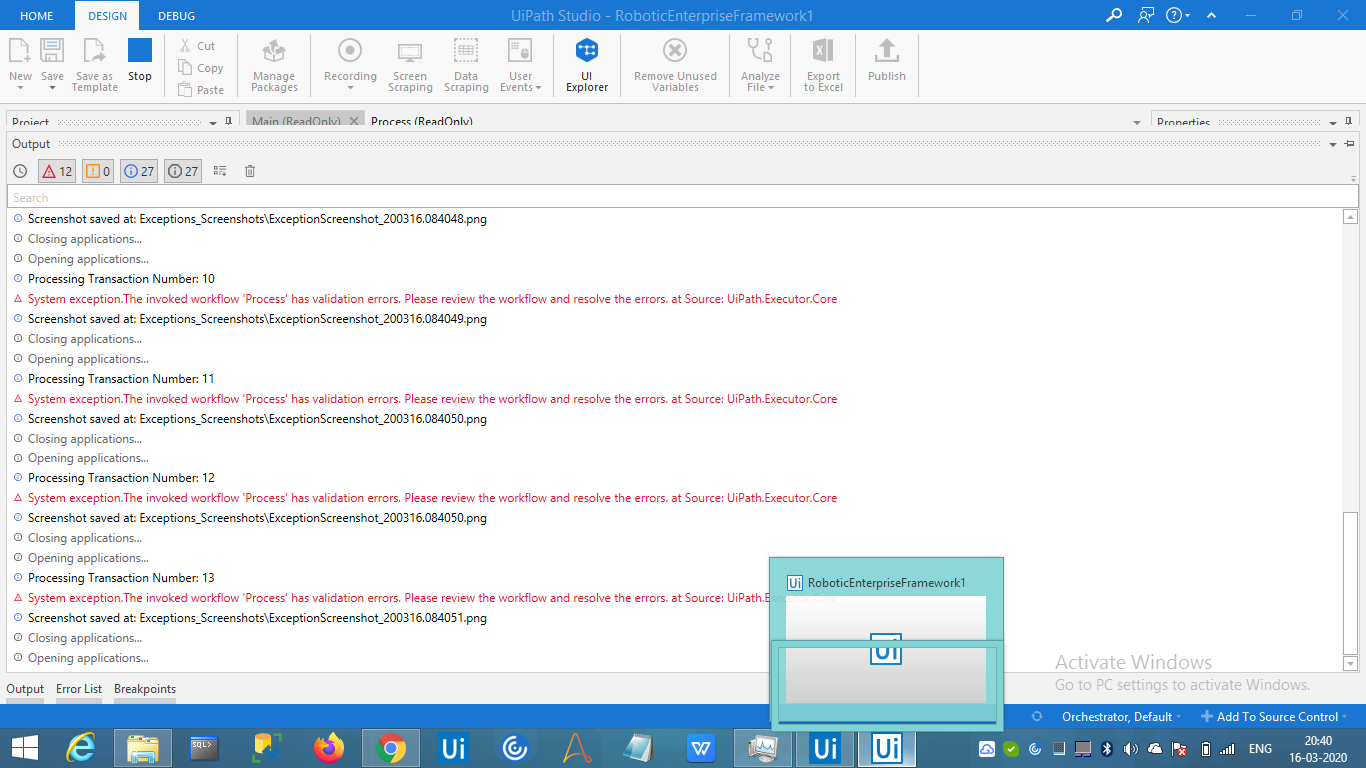 HOME DESIGN DEBUG UiPath Studio - RoboticEnterpriseFramework1
New Save Save as Template Stop Cut Copy Paste Manage Packages Recording Screen Scraping Data Scraping User Events UI Explorer Remove Unused Variables Analyze File Export to Excel Publish
Project Main (ReadOnly) Process (ReadOnly) Properties
Output
12 0 27 27
Search
Screenshot saved at: Exceptions_Screenshots\ExceptionScreenshot_200316.084048.png
Closing applications...
Opening applications...
Processing Transaction Number: 10
System exception.The invoked workflow 'Process' has validation errors. Please review the workflow and resolve the errors. at Source: UiPath.Executor.Core
Screenshot saved at: Exceptions_Screenshots\ExceptionScreenshot_200316.084049.png
Closing applications...
Opening applications...
Processing Transaction Number: 11
System exception.The invoked workflow 'Process' has validation errors. Please review the workflow and resolve the errors. at Source: UiPath.Executor.Core
Screenshot saved at: Exceptions_Screenshots\ExceptionScreenshot_200316.084050.png
Closing applications...
Opening applications...
Processing Transaction Number: 12
System exception.The invoked workflow 'Process' has validation errors. Please review the workflow and resolve the errors. at Source: UiPath.Executor.Core
Screenshot saved at: Exceptions_Screenshots\ExceptionScreenshot_200316.084050.png
Closing applications...
Opening applications...
Processing Transaction Number: 13
System exception.The invoked workflow 'Process' has validation errors. Please review the workflow and resolve the errors. at Source: UiPath.Executor.Core
Screenshot saved at: Exceptions_Screenshots\ExceptionScreenshot_200316.084051.png
Closing applications...
Opening applications...
Ui RoboticEnterpriseFramework1
Ui
Activate Windows
Go to PC settings to activate Windows.
Output Error List Breakpoints
Orchestrator, Default Add To Source Control
SQL Ui W Ui Ui ENG 20:40
16-03-2020